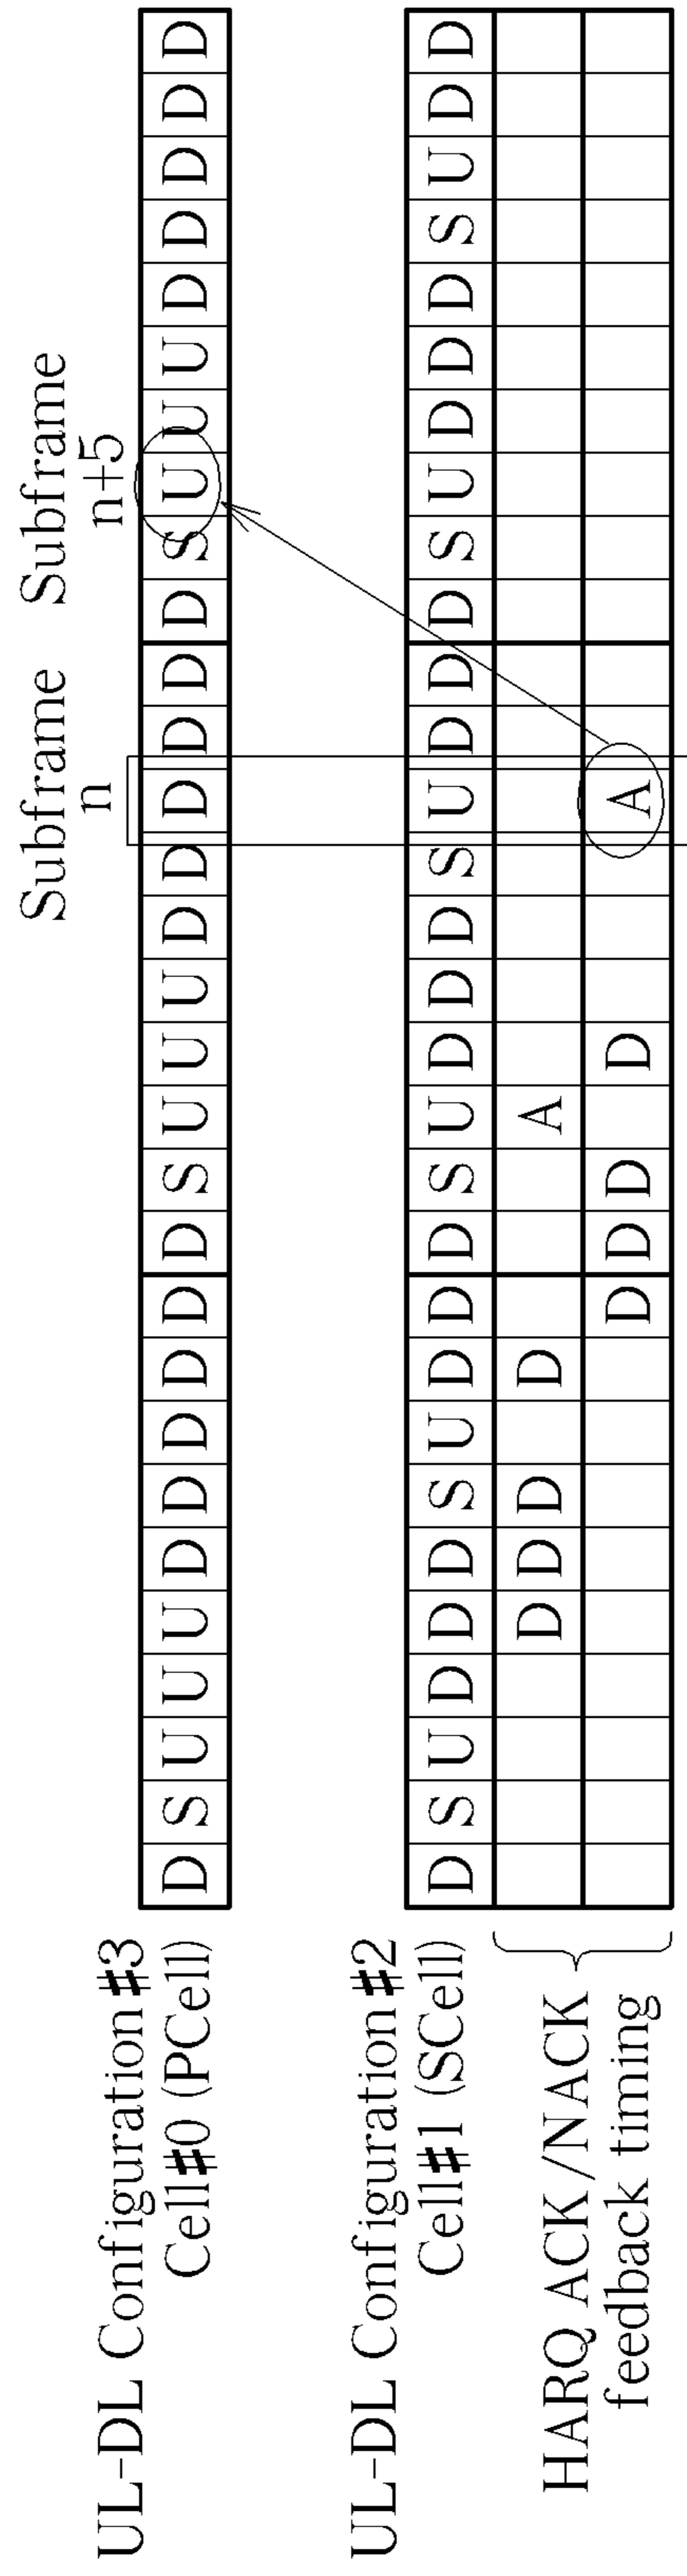 Subframe n
Subframe n+5
UL-DL Configuration #3
Cell#0 (PCell)
D S U U U D D D D D D S U U U D D D D D D S U U U D D D D D
UL-DL Configuration #2
Cell#1 (SCell)
D S U D D D S U D D D S U D D D S U D D D S U D D D S U D D
HARQ ACK/NACK
feedback timing
D D D D A
D D D D A